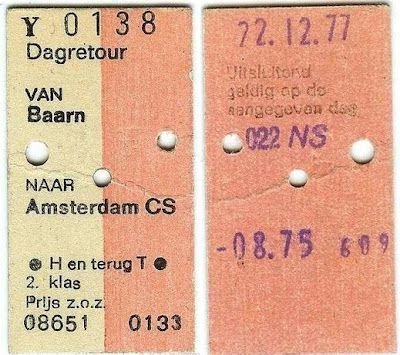 Y 0138
Dagretour
VAN
Baarn
NAAR
Amsterdam CS
● H en terug T ●
2. klas
Prijs z.o.z.
08651 0133
22.12.77
Uitsluitend
geldig op de
aangegeven dag
022 NS
-08.75 609